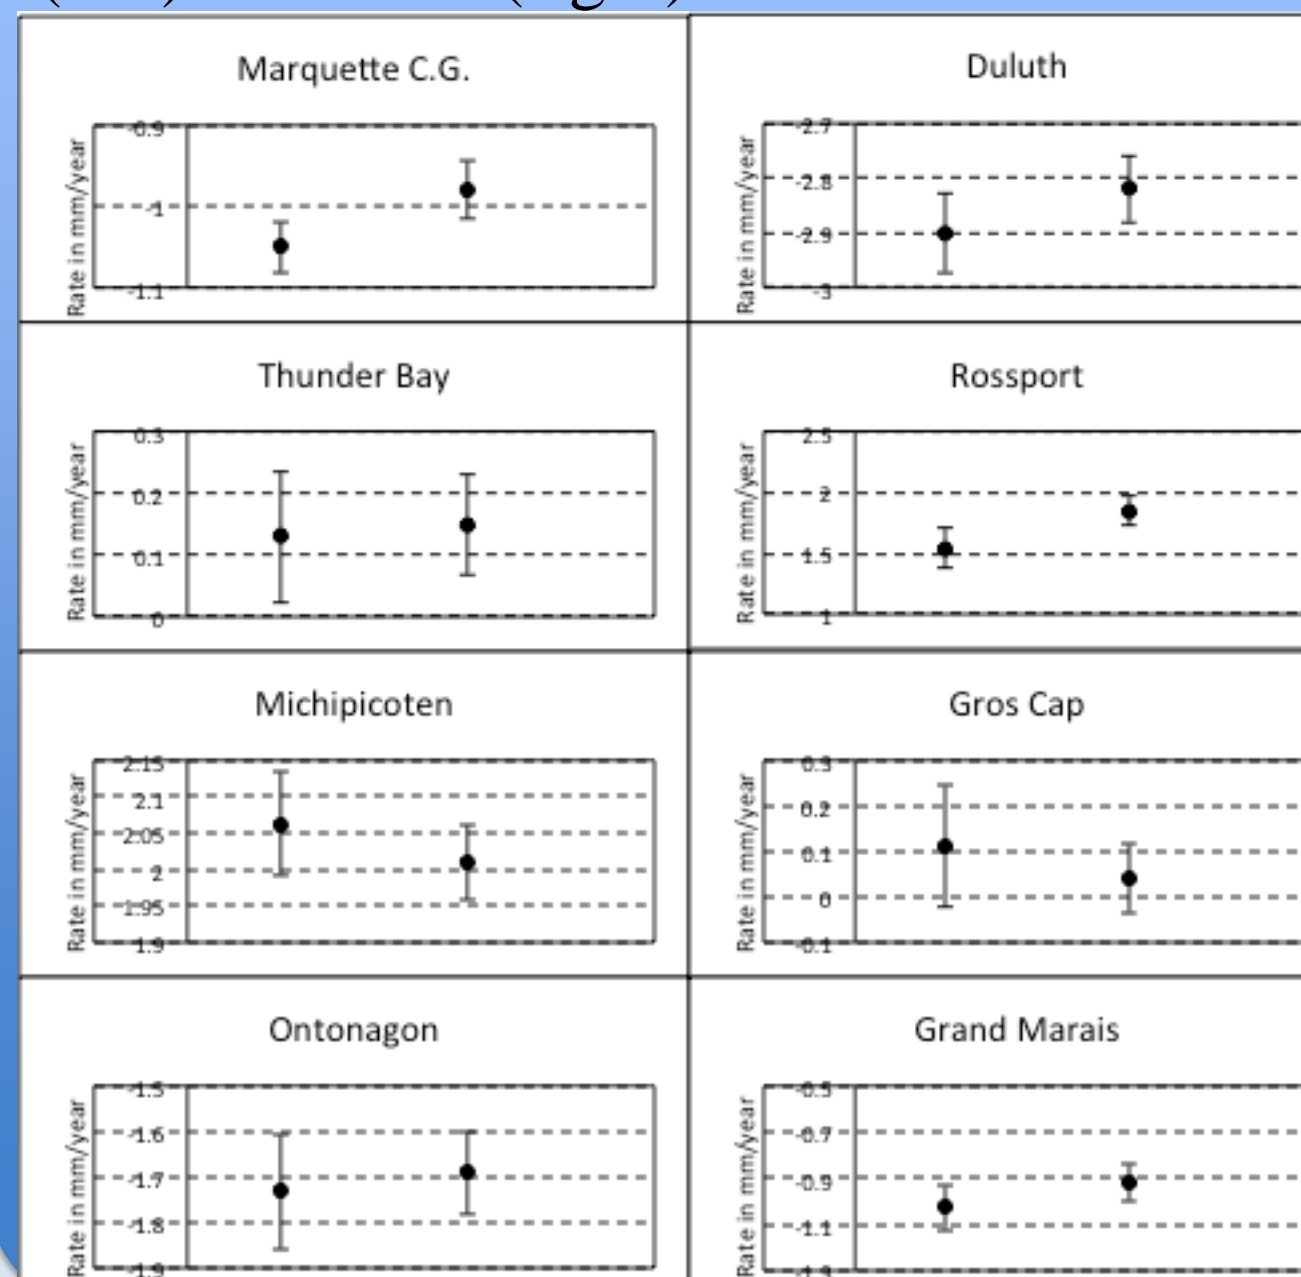 Marquette C.G.
Rate in mm/year
-0.9
-1
-1.1
Duluth
Rate in mm/year
-2.7
-2.8
-2.9
-3
Thunder Bay
Rate in mm/year
0.3
0.2
0.1
0
Rossport
Rate in mm/year
2.5
2
1.5
1
Michipicoten
Rate in mm/year
2.15
2.1
2.05
2
1.95
1.9
Gros Cap
Rate in mm/year
0.3
0.2
0.1
0
-0.1
Ontonagon
Rate in mm/year
-1.5
-1.6
-1.7
-1.8
-1.9
Grand Marais
Rate in mm/year
-0.5
-0.7
-0.9
-1.1
-1.3